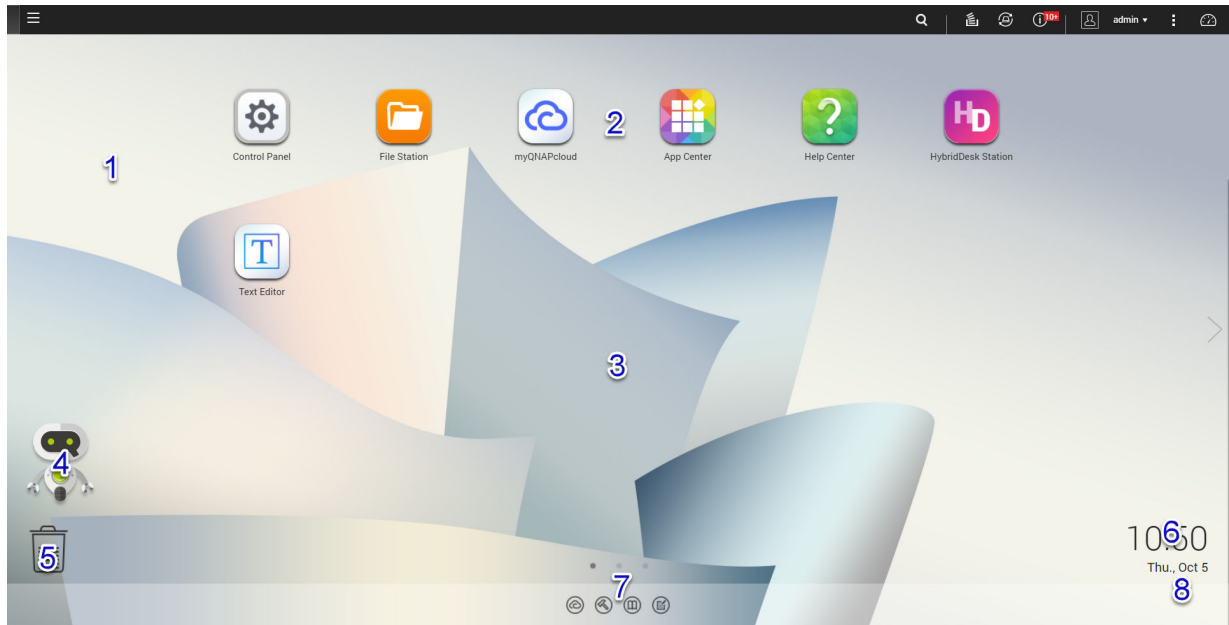 10+
admin
Control Panel
File Station
myQNAPcloud
2
App Center
Help Center
HD
HybridDesk Station
1
T
Text Editor
3
4
5
10:50
6
Thu., Oct 5
7
8